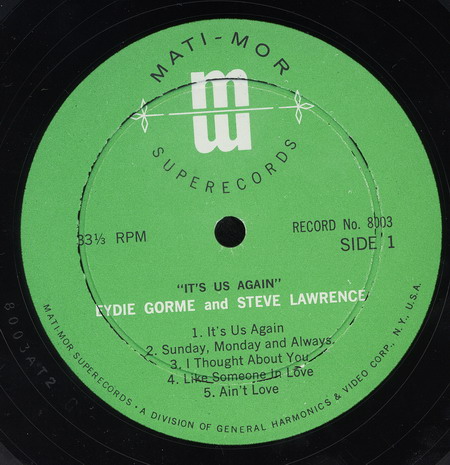 MATI-MOR
m
SUPERECORDS
33⅓ RPM
RECORD No. 8003
SIDE 1
"IT'S US AGAIN"
EYDIE GORME and STEVE LAWRENCE
1. It's Us Again
2. Sunday, Monday and Always.
3. I Thought About You
4. Like Someone In Love
5. Ain't Love
MATI-MOR SUPERECORDS • A DIVISION OF GENERAL HARMONICS & VIDEO CORP., N.Y., U.S.A.
8003AT2